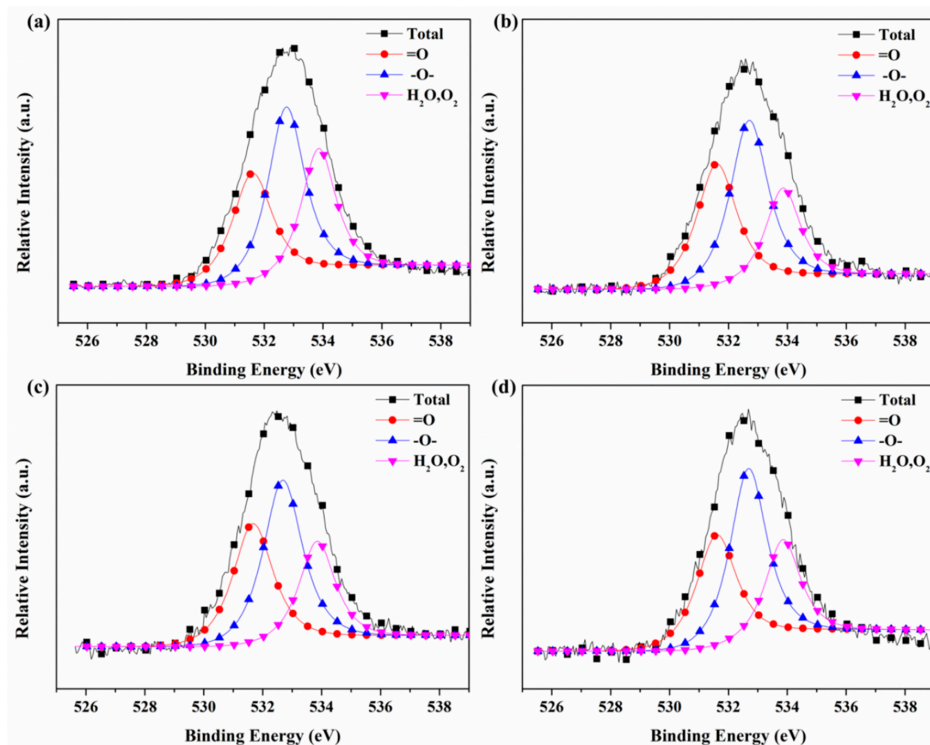 (a)
Total
=O
-O-
H₂O,O₂
Relative Intensity (a.u.)
526 528 530 532 534 536 538
Binding Energy (eV)
(b)
Total
=O
-O-
H₂O,O₂
Relative Intensity (a.u.)
526 528 530 532 534 536 538
Binding Energy (eV)
(c)
Total
=O
-O-
H₂O,O₂
Relative Intensity (a.u.)
526 528 530 532 534 536 538
Binding Energy (eV)
(d)
Total
=O
-O-
H₂O,O₂
Relative Intensity (a.u.)
526 528 530 532 534 536 538
Binding Energy (eV)